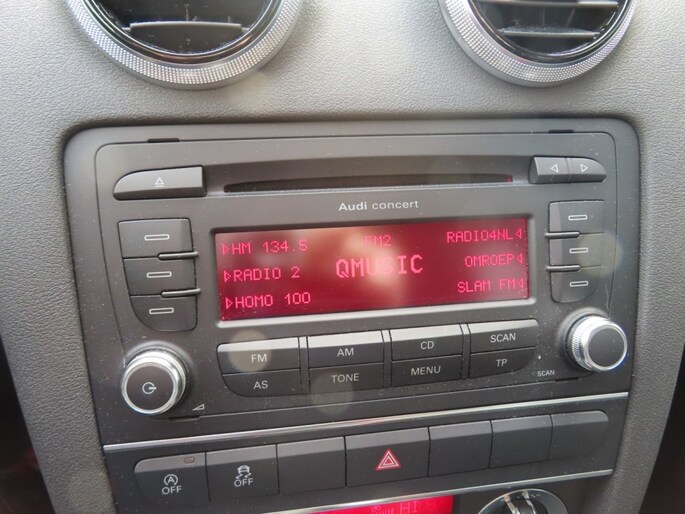 Audi concert
HM 134.5 FM2 RADIO4NL
RADIO 2 QMUSIC OMROEP
HOMO 100 SLAM FM
FM AM CD SCAN
AS TONE MENU TP SCAN
OFF OFF
HI